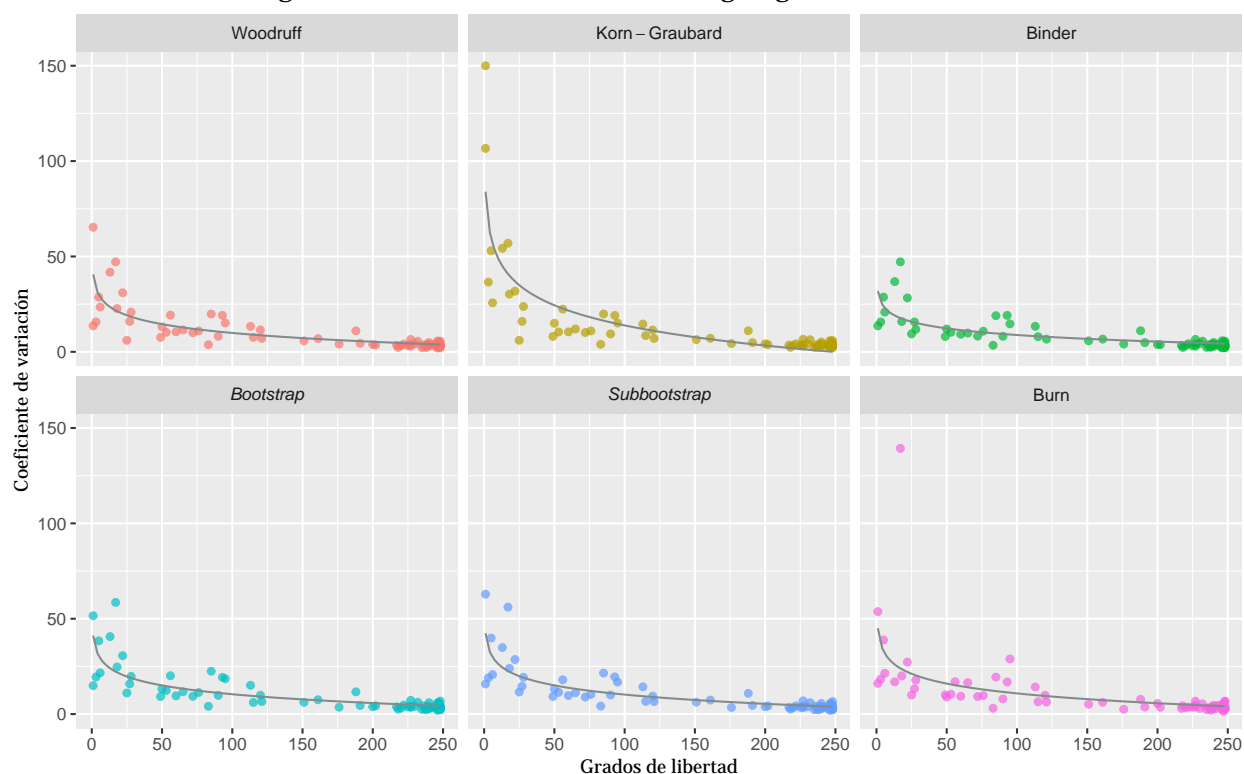 Woodruff
Korn – Graubard
Binder
150
100
50
0
Bootstrap
Subbootstrap
Burn
150
100
50
0
Coeficiente de variación
0 50 100 150 200 250
0 50 100 150 200 250
0 50 100 150 200 250
Grados de libertad